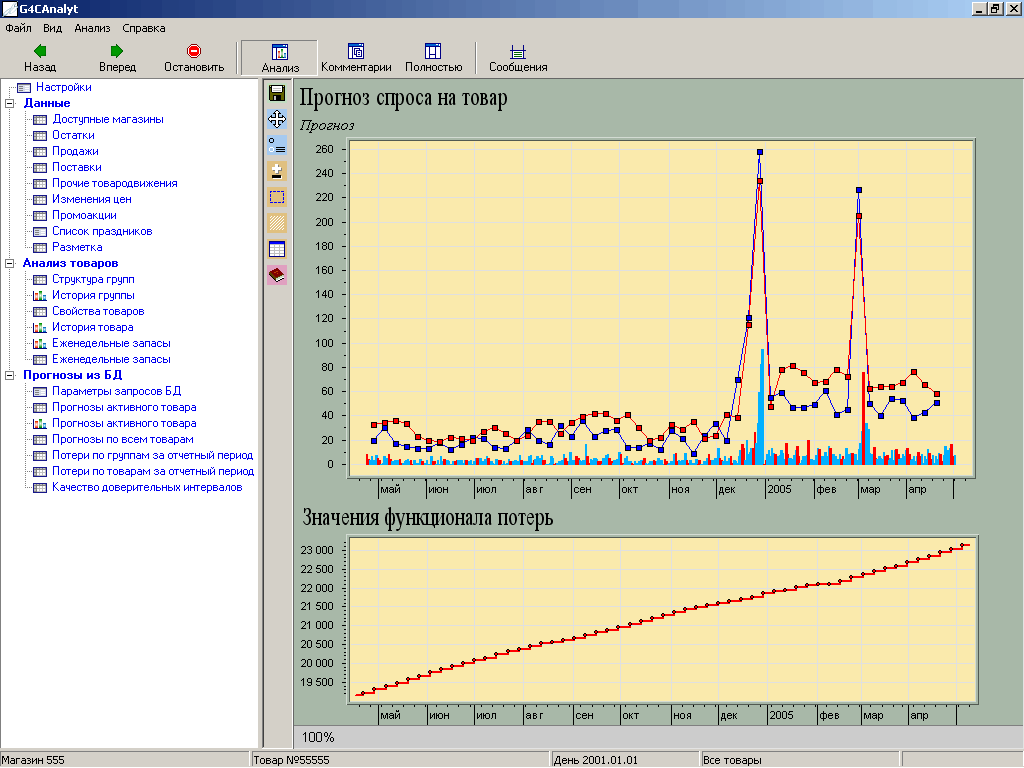 G4CAnalyt
Файл Вид Анализ Справка
Назад Вперед Остановить Анализ Комментарии Полностью Сообщения
Настройки
Данные
Доступные магазины
Остатки
Продажи
Поставки
Прочие товародвижения
Изменения цен
Промоакции
Список праздников
Разметка
Анализ товаров
Структура групп
История группы
Свойства товаров
История товара
Еженедельные запасы
Еженедельные запасы
Прогнозы из БД
Параметры запросов БД
Прогнозы активного товара
Прогнозы активного товара
Прогнозы по всем товарам
Потери по группам за отчетный период
Потери по товарам за отчетный период
Качество доверительных интервалов
Прогноз спроса на товар
Прогноз
260
240
220
200
180
160
140
120
100
80
60
40
20
0
май июн июл авг сен окт ноя дек 2005 фев мар апр
Значения функционала потерь
23 000
22 500
22 000
21 500
21 000
20 500
20 000
19 500
май июн июл авг сен окт ноя дек 2005 фев мар апр
100%
Магазин 555 Товар №55555 День 2001.01.01 Все товары